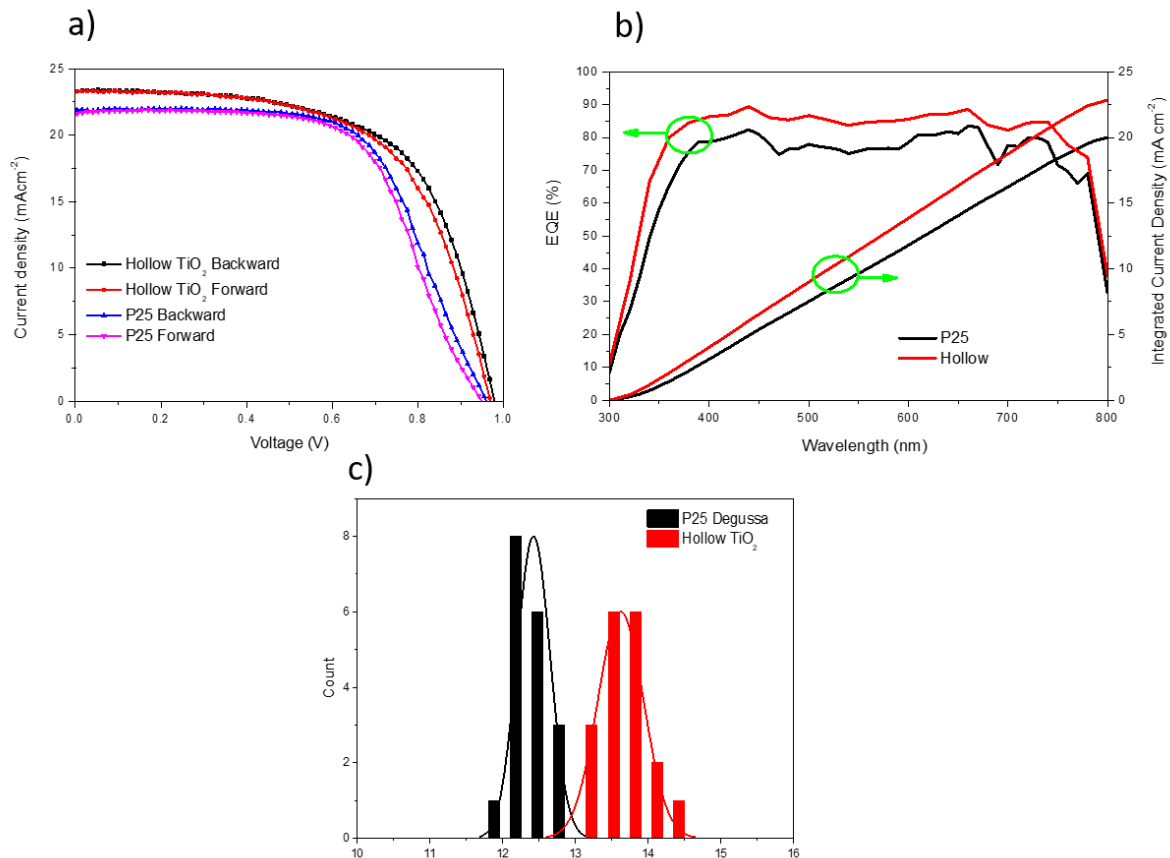 a)
25
20
15
10
5
0
Current density (mAcm-2)
Hollow TiO2 Backward
Hollow TiO2 Forward
P25 Backward
P25 Forward
0.0 0.2 0.4 0.6 0.8 1.0
Voltage (V)
b)
100
90
80
70
60
50
40
30
20
10
0
EQE (%)
25
20
15
10
5
0
Integrated Current Density (mA cm-2)
P25
Hollow
300 400 500 600 700 800
Wavelength (nm)
c)
8
6
4
2
0
Count
P25 Degussa
Hollow TiO2
10 11 12 13 14 15 16